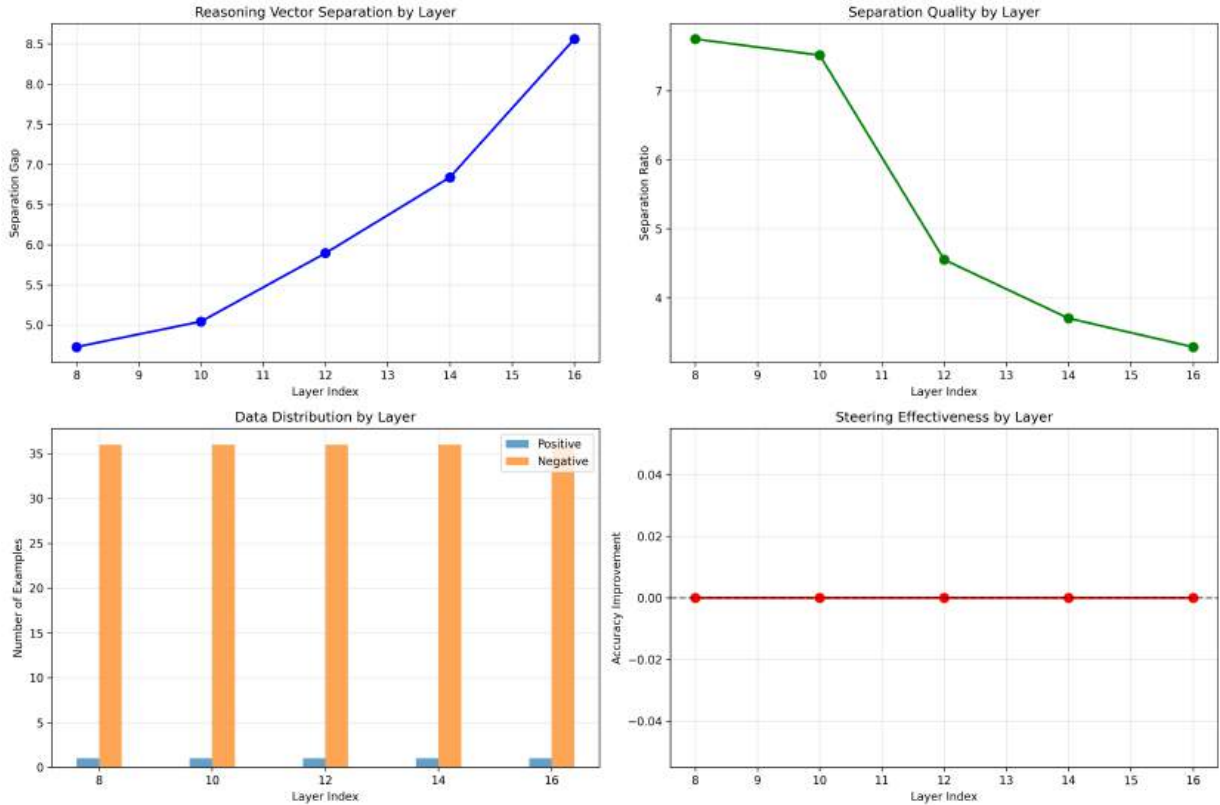 Reasoning Vector Separation by Layer
8.5
8.0
7.5
7.0
6.5
6.0
5.5
5.0
Separation Gap
8 9 10 11 12 13 14 15 16
Layer Index
Separation Quality by Layer
7
6
5
4
Separation Ratio
8 9 10 11 12 13 14 15 16
Layer Index
Data Distribution by Layer
Positive
Negative
35
30
25
20
15
10
5
0
Number of Examples
8 10 12 14 16
Layer Index
Steering Effectiveness by Layer
0.04
0.02
0.00
−0.02
−0.04
Accuracy Improvement
8 9 10 11 12 13 14 15 16
Layer Index